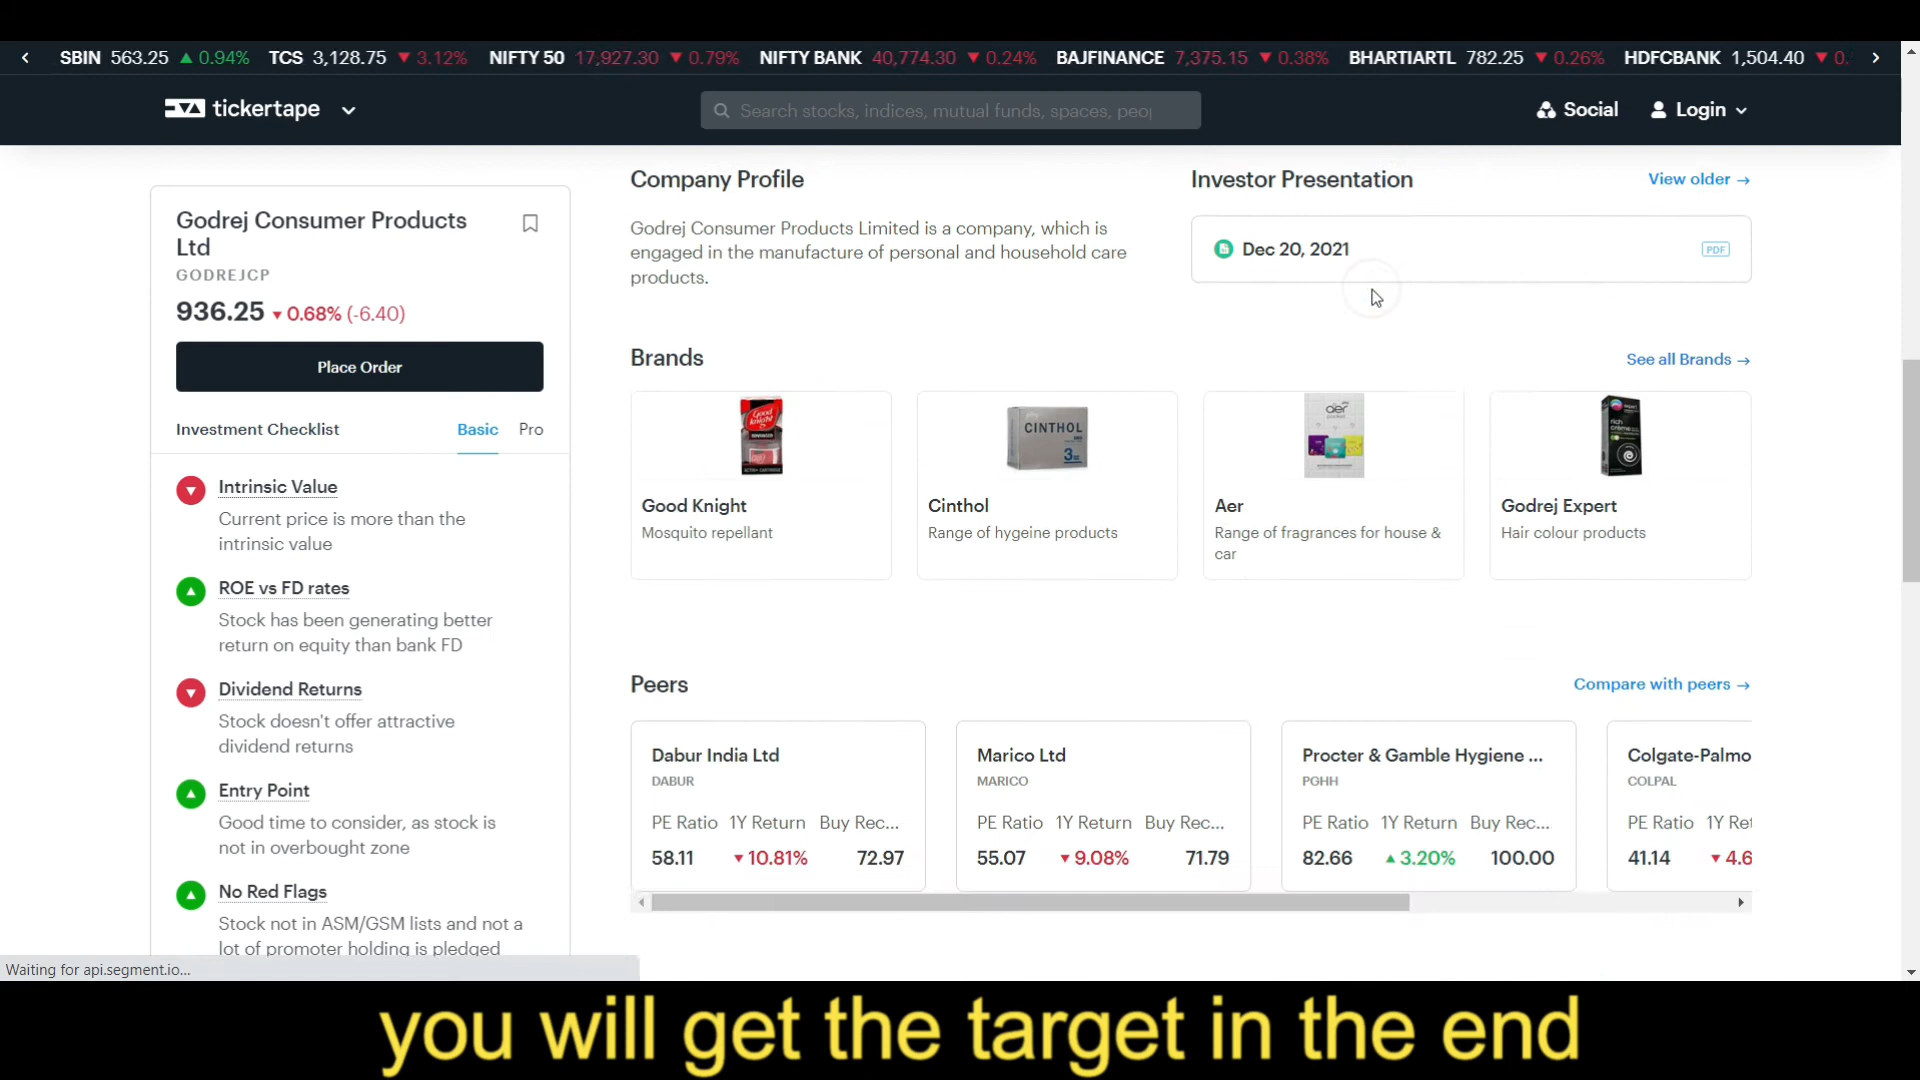 SBIN 563.25 ▲ 0.94% TCS 3,128.75 ▼ 3.12% NIFTY 50 17,927.30 ▼ 0.79% NIFTY BANK 40,774.30 ▼ 0.24% BAJFINANCE 7,375.15 ▼ 0.38% BHARTIARTL 782.25 ▼ 0.26% HDFCBANK 1,504.40 ▼ 0.
tickertape
Search stocks, indices, mutual funds, spaces, peo
Social
Login
Godrej Consumer Products
Ltd
GODREJCP
936.25 ▼ 0.68% (-6.40)
Place Order
Investment Checklist Basic Pro
Intrinsic Value
Current price is more than the
intrinsic value
ROE vs FD rates
Stock has been generating better
return on equity than bank FD
Dividend Returns
Stock doesn't offer attractive
dividend returns
Entry Point
Good time to consider, as stock is
not in overbought zone
No Red Flags
Stock not in ASM/GSM lists and not a
lot of promoter holding is pledged
Company Profile
Godrej Consumer Products Limited is a company, which is
engaged in the manufacture of personal and household care
products.
Investor Presentation View older →
Dec 20, 2021 PDF
Brands See all Brands →
Good knight
Good Knight
Mosquito repellant
CINTHOL
Cinthol
Range of hygeine products
aer
pocket
Aer
Range of fragrances for house &
car
rich
crème
Godrej Expert
Hair colour products
Peers Compare with peers →
Dabur India Ltd
DABUR
PE Ratio 1Y Return Buy Rec...
58.11 ▼ 10.81% 72.97
Marico Ltd
MARICO
PE Ratio 1Y Return Buy Rec...
55.07 ▼ 9.08% 71.79
Procter & Gamble Hygiene ...
PGHH
PE Ratio 1Y Return Buy Rec...
82.66 ▲ 3.20% 100.00
Colgate-Palmo
COLPAL
PE Ratio 1Y Ret
41.14 ▼ 4.6
Waiting for api.segment.io...
you will get the target in the end